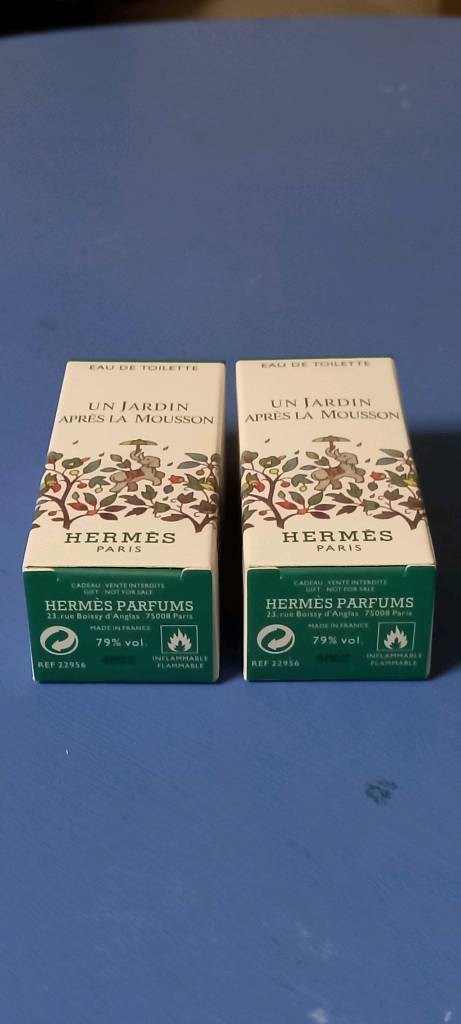 EAU DE TOILETTE
UN JARDIN
APRÈS LA MOUSSON
HERMÈS
PARIS
CADEAU - VENTE INTERDITE
GIFT - NOT FOR SALE
HERMÈS PARFUMS
23, rue Boissy d'Anglas 75008 Paris
MADE IN FRANCE
79% vol.
REF 22956
INFLAMMABLE
FLAMMABLE
EAU DE TOILETTE
UN JARDIN
APRÈS LA MOUSSON
HERMÈS
PARIS
CADEAU - VENTE INTERDITE
GIFT - NOT FOR SALE
HERMÈS PARFUMS
23, rue Boissy d'Anglas 75008 Paris
MADE IN FRANCE
79% vol.
REF 22956
INFLAMMABLE
FLAMMABLE